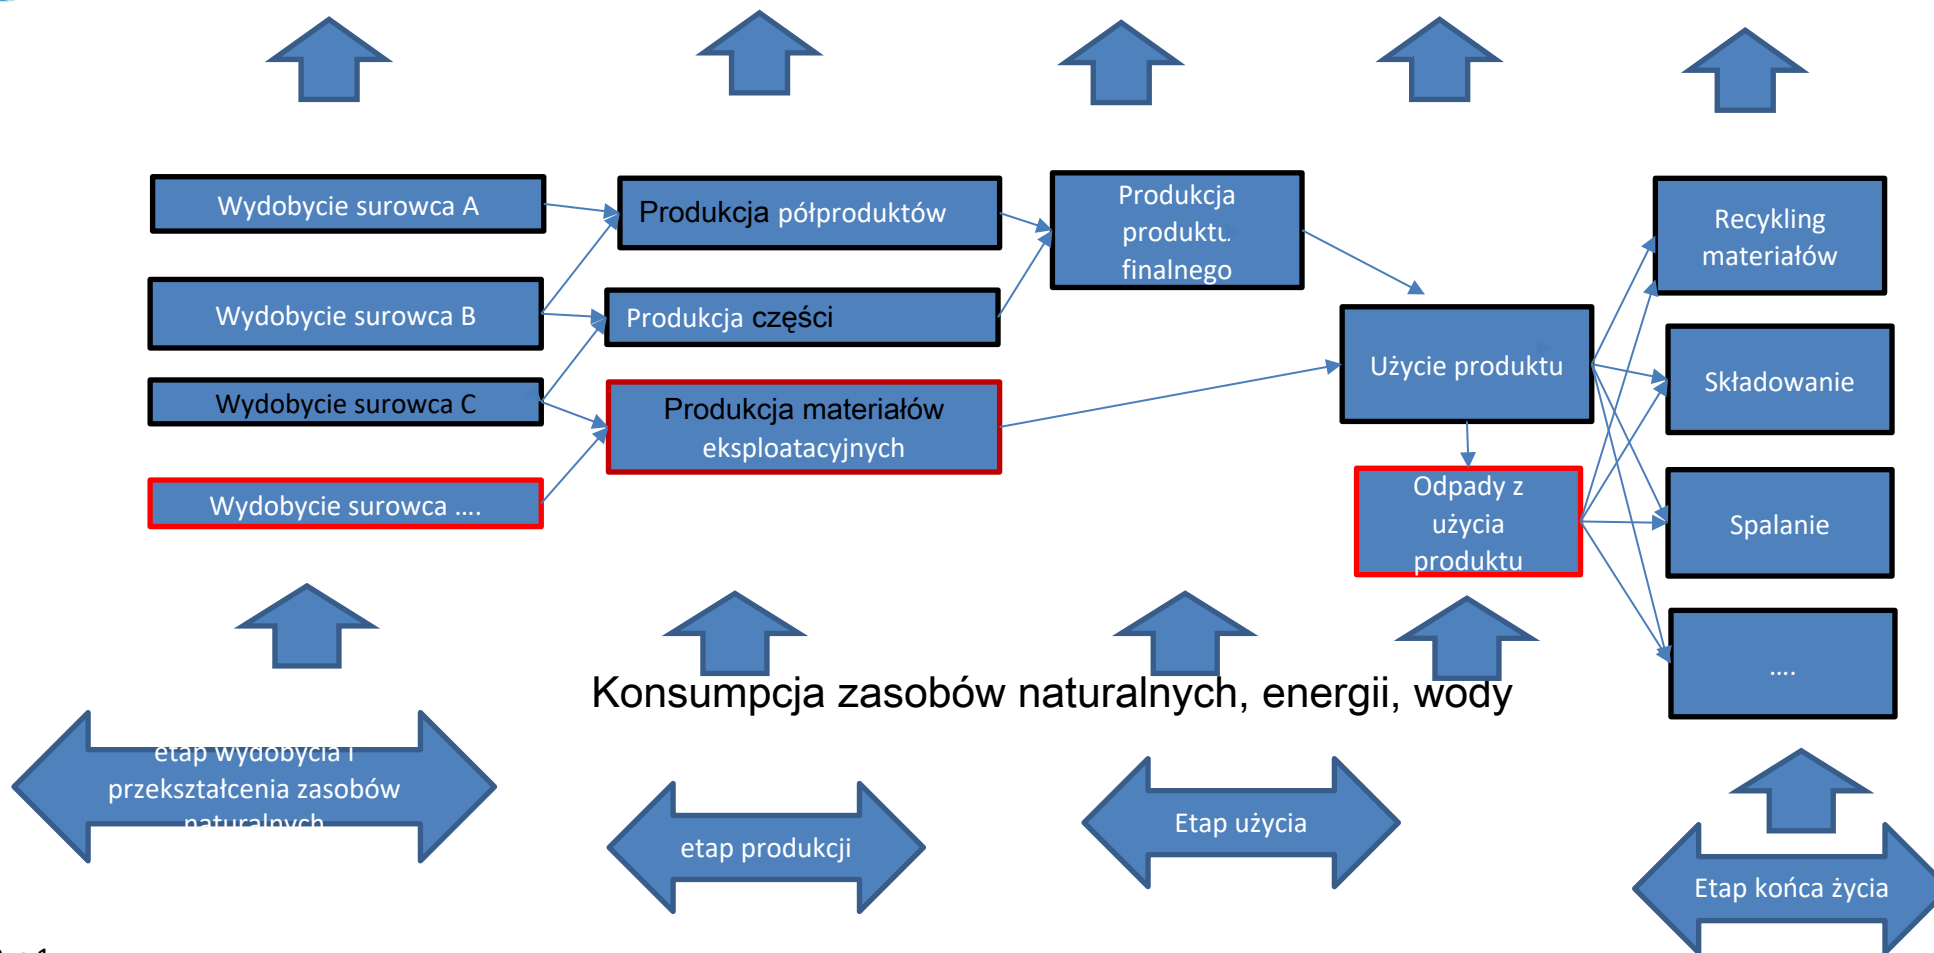 Wydobycie surowca A
Wydobycie surowca B
Wydobycie surowca C
Wydobycie surowca ....
Produkcja półproduktów
Produkcja części
Produkcja materiałów
eksploatacyjnych
Produkcja
produktu
finalnego
Użycie produktu
Odpady z
użycia
produktu
Recykling
materiałów
Składowanie
Spalanie
....
Konsumpcja zasobów naturalnych, energii, wody
etap wydobycia i
przekształcenia zasobów
naturalnych
etap produkcji
Etap użycia
Etap końca życia